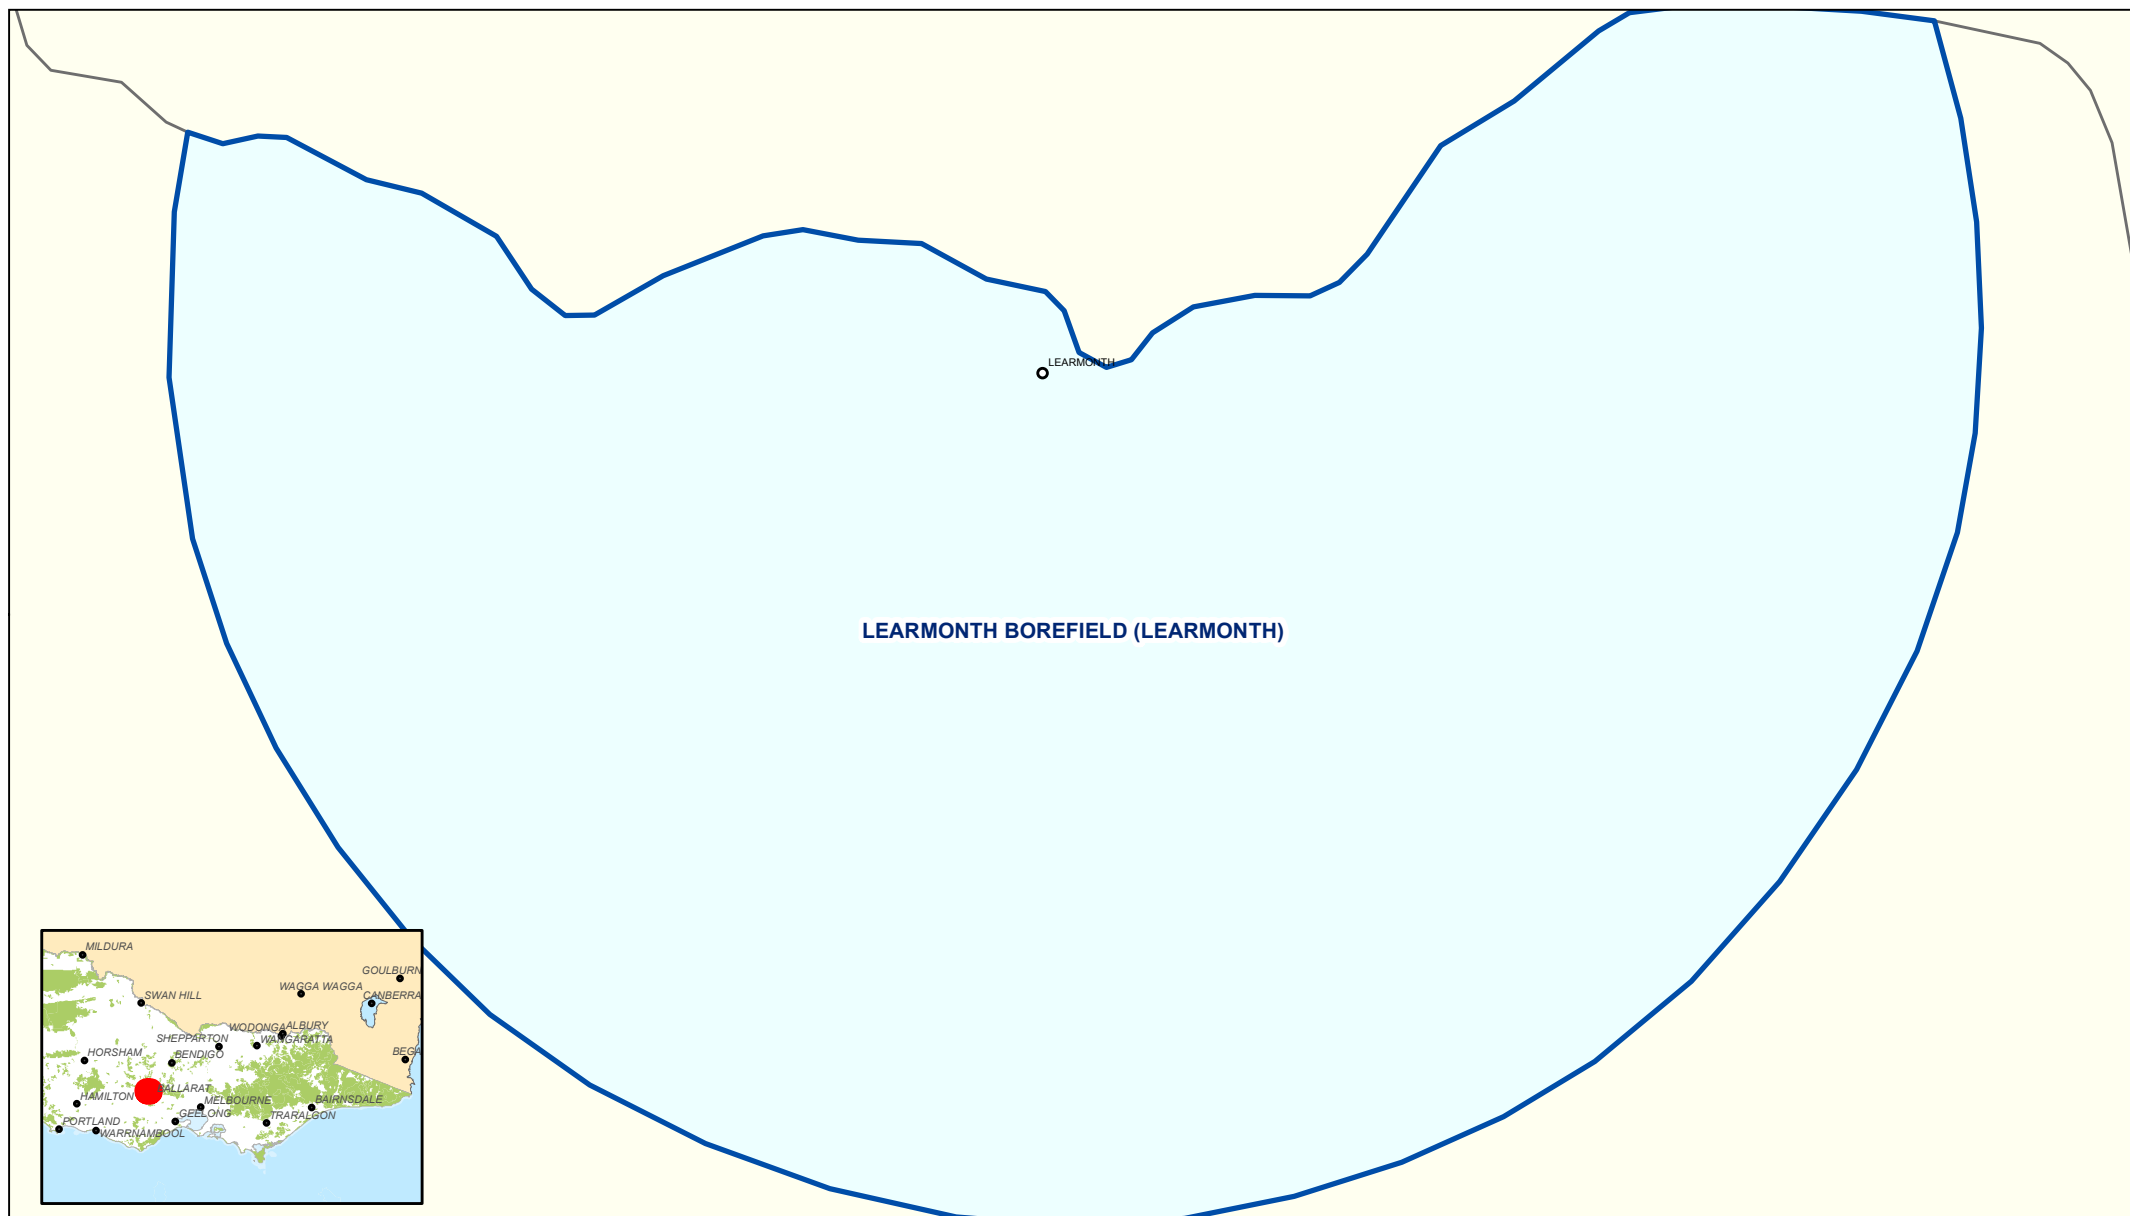 LEARMONTH
LEARMONTH BOREFIELD (LEARMONTH)
MILDURA
GOULBURN
WAGGA WAGGA
SWAN HILL
CANBERRA
WODONGA
ALBURY
SHEPPARTON
WANGARATTA
HORSHAM
BENDIGO
BEGA
BALLARAT
HAMILTON
MELBOURNE
BAIRNSDALE
GEELONG
TRARALGON
PORTLAND
WARRNAMBOOL